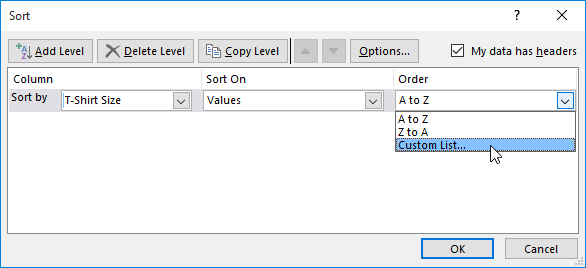 Sort
?
Add Level Delete Level Copy Level Options... My data has headers
Column Sort On Order
Sort by T-Shirt Size Values A to Z
A to Z
Z to A
Custom List...
OK Cancel